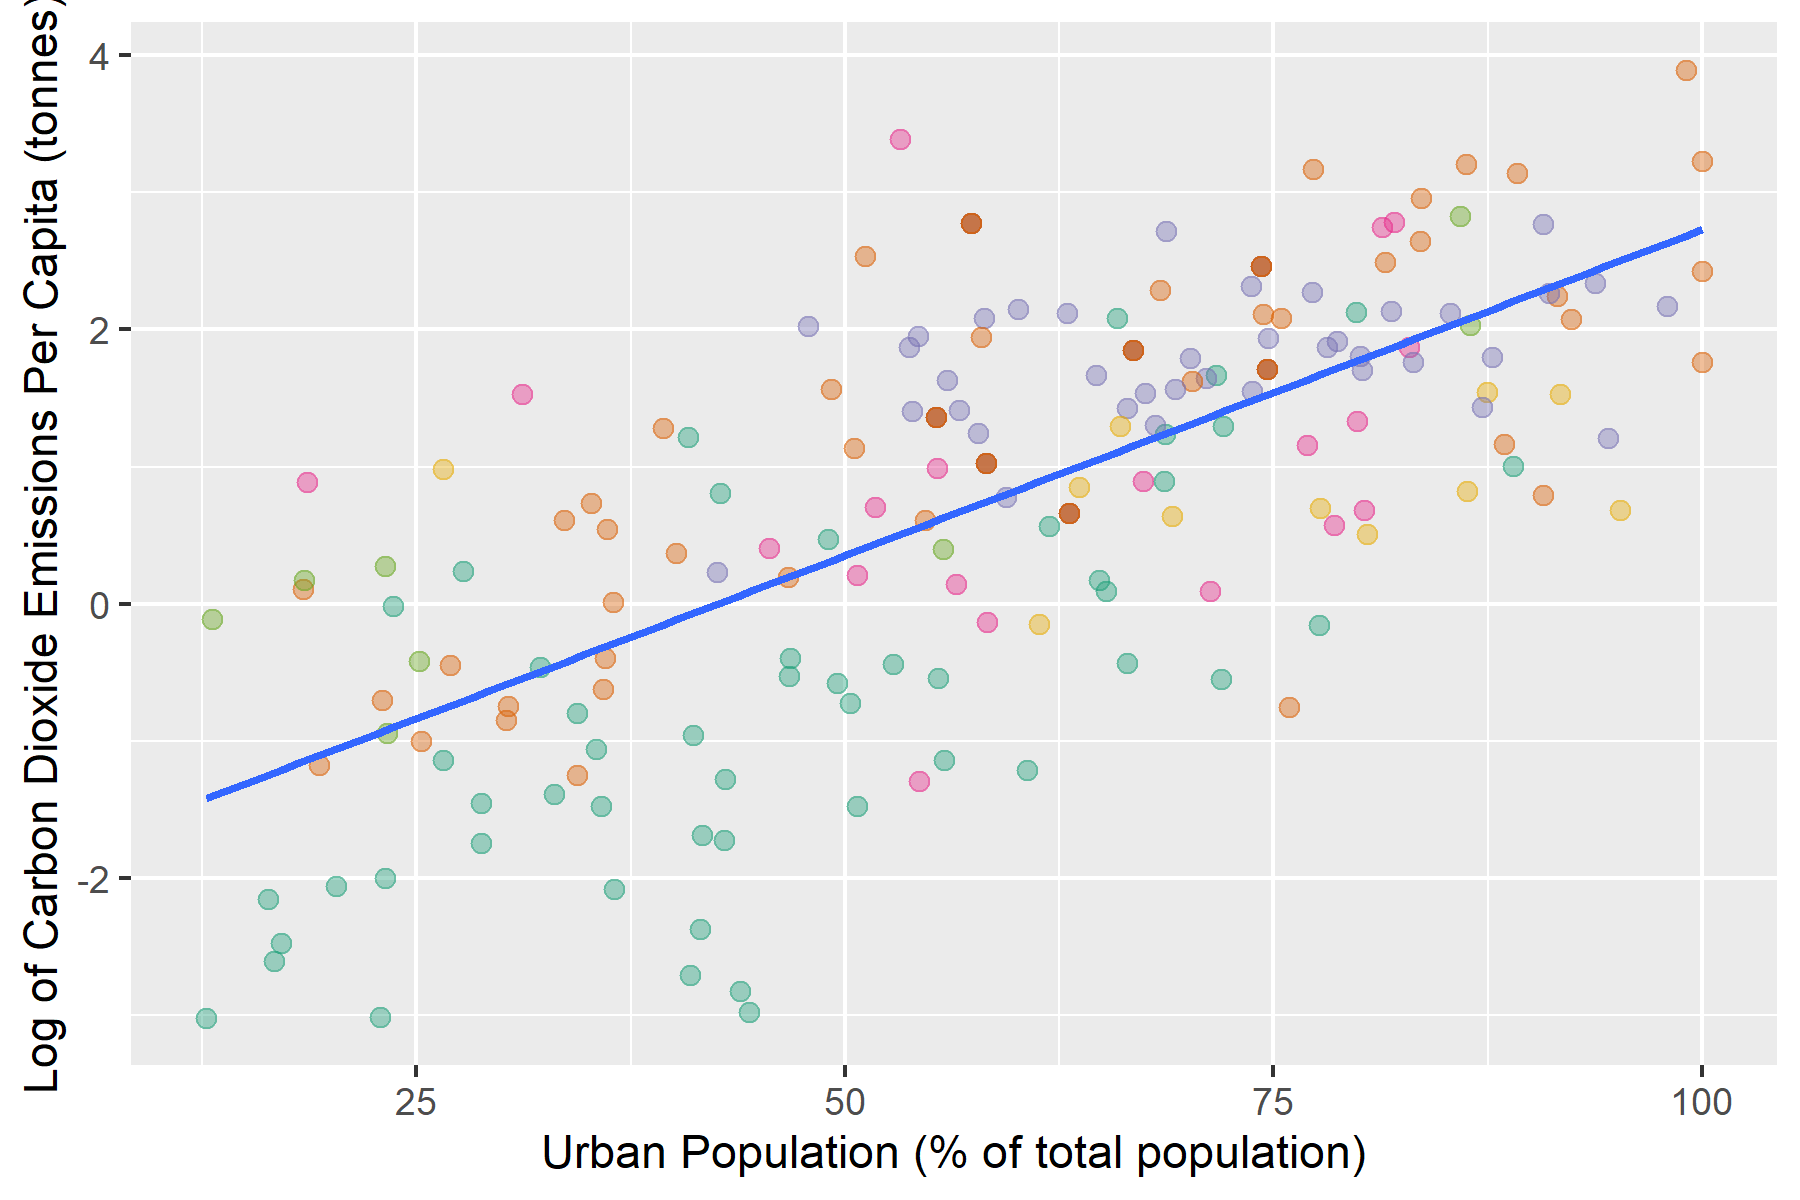 Log of Carbon Dioxide Emissions Per Capita (tonnes)
4
2
0
-2
25 50 75 100
Urban Population (% of total population)